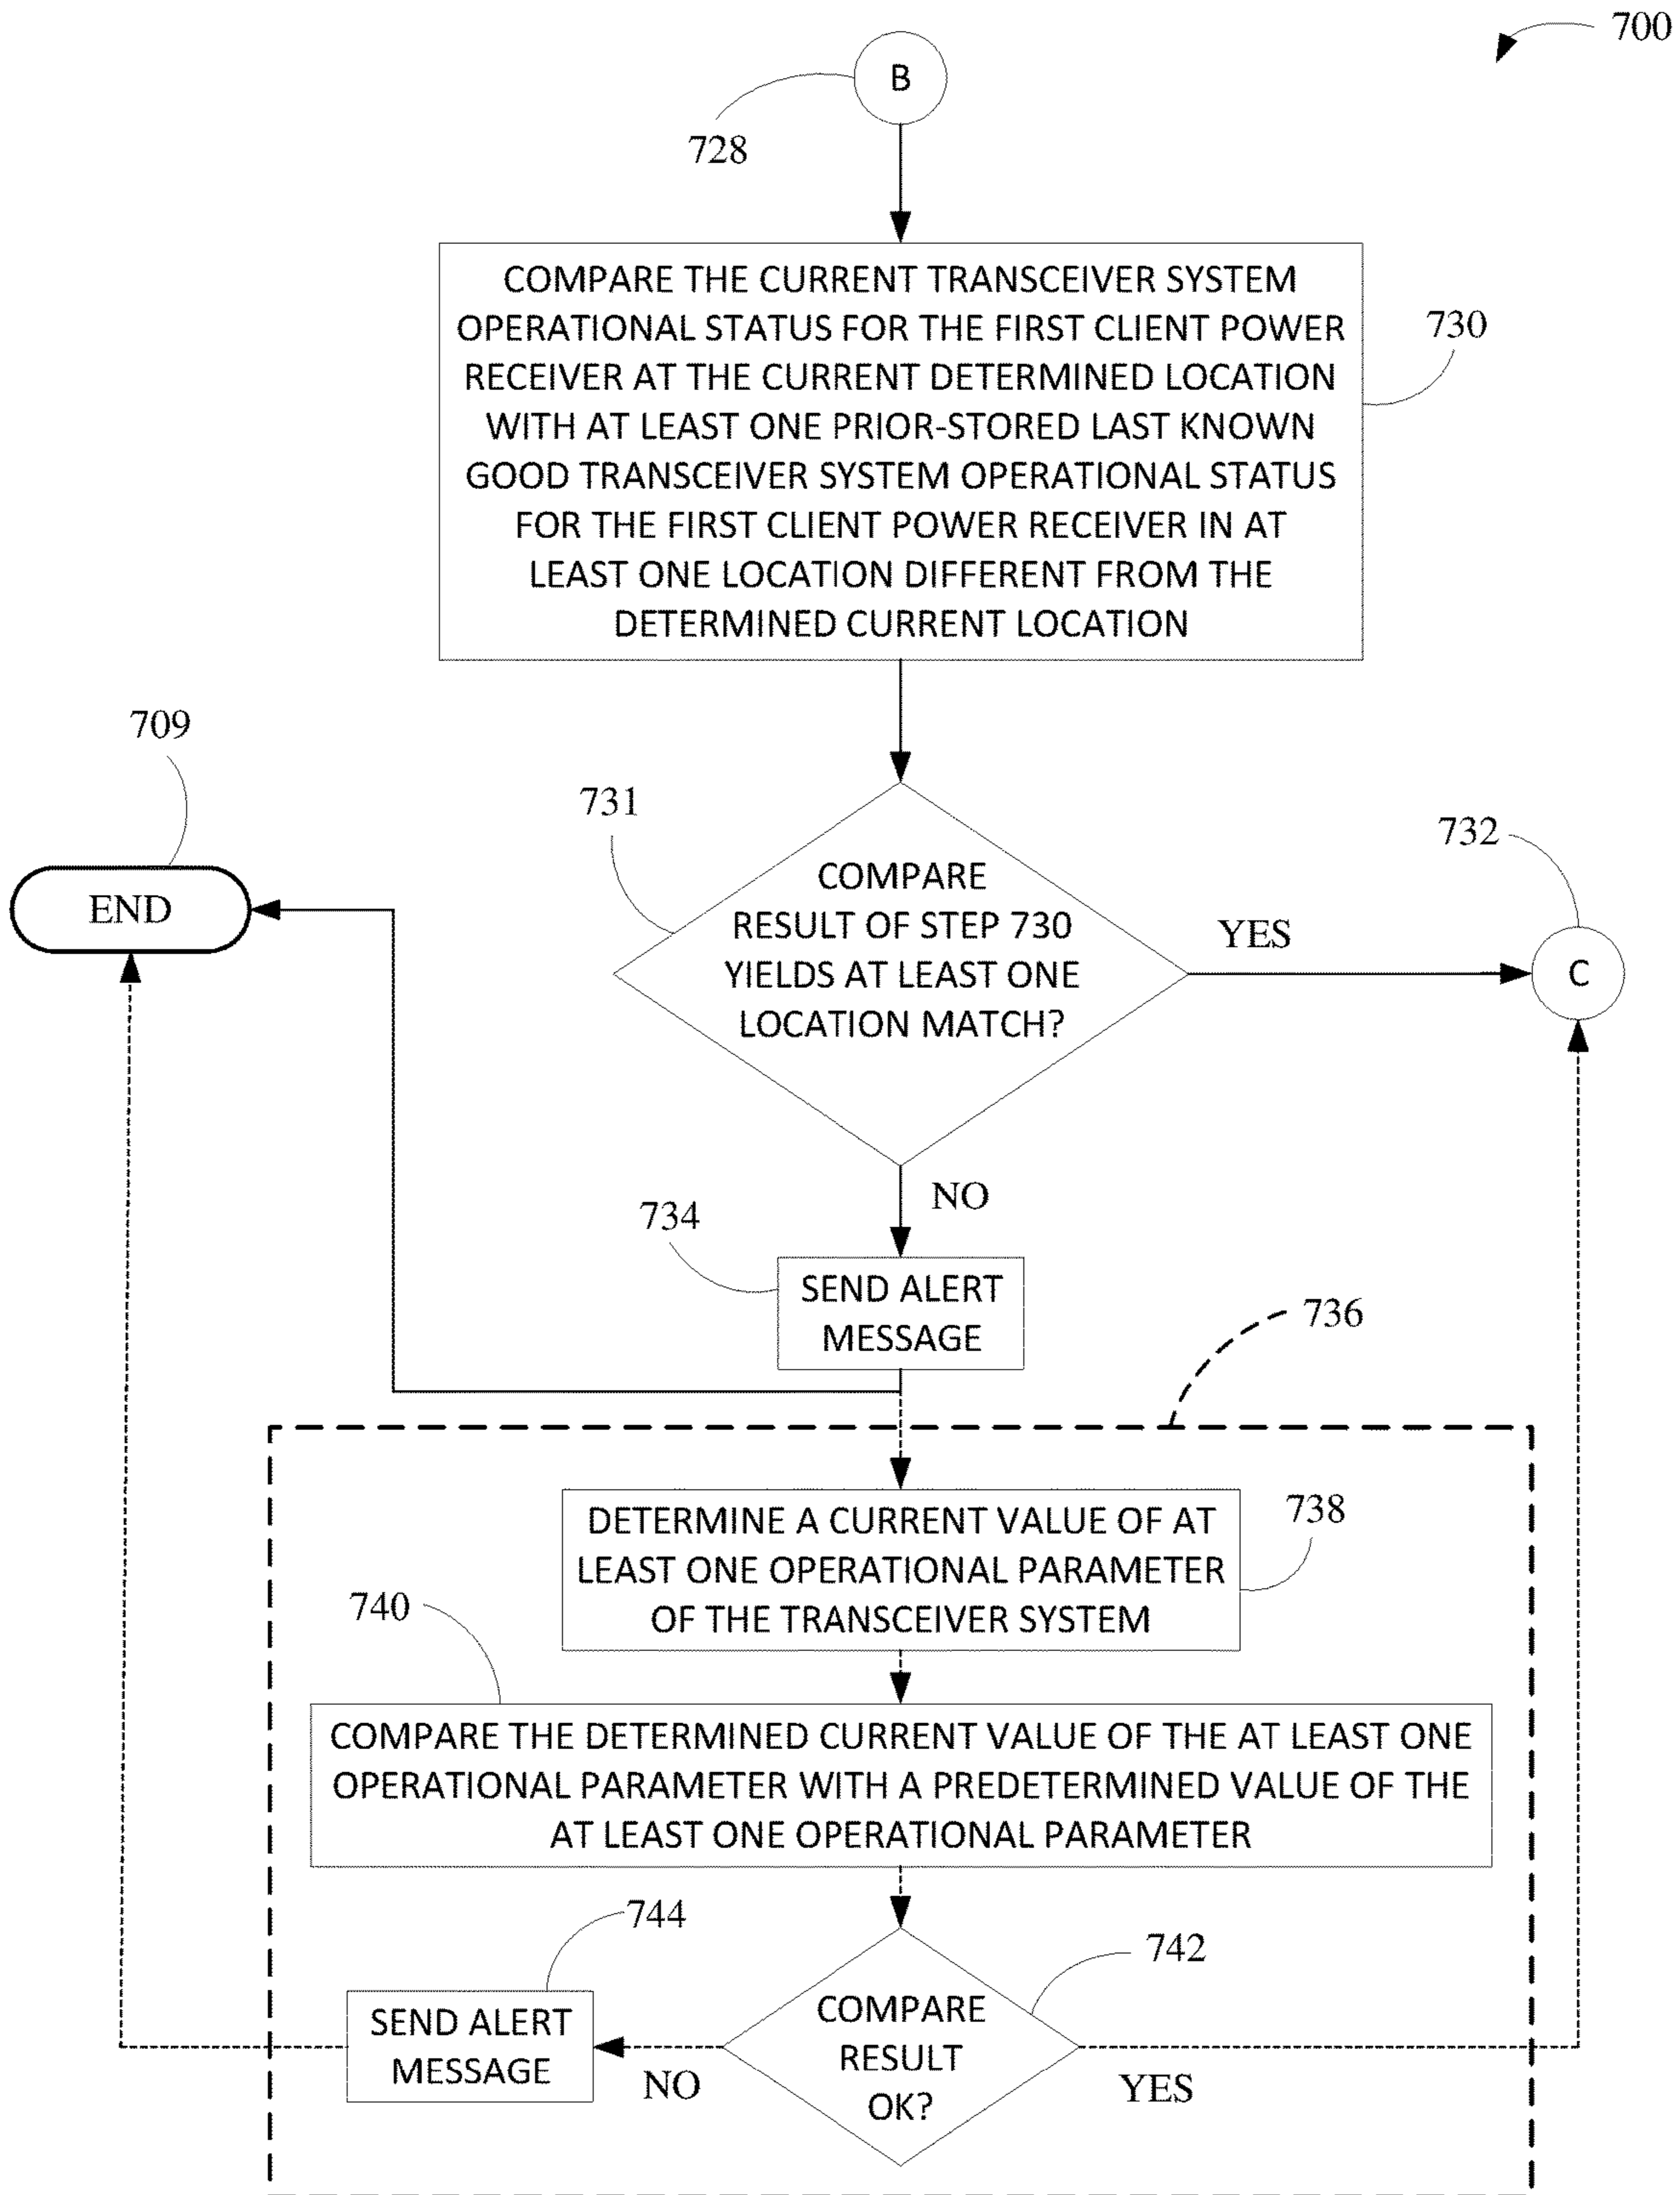 700
B
728
COMPARE THE CURRENT TRANSCEIVER SYSTEM
OPERATIONAL STATUS FOR THE FIRST CLIENT POWER
RECEIVER AT THE CURRENT DETERMINED LOCATION
WITH AT LEAST ONE PRIOR-STORED LAST KNOWN
GOOD TRANSCEIVER SYSTEM OPERATIONAL STATUS
FOR THE FIRST CLIENT POWER RECEIVER IN AT
LEAST ONE LOCATION DIFFERENT FROM THE
DETERMINED CURRENT LOCATION
730
709
END
731
COMPARE
RESULT OF STEP 730
YIELDS AT LEAST ONE
LOCATION MATCH?
YES
732
C
NO
734
SEND ALERT
MESSAGE
736
DETERMINE A CURRENT VALUE OF AT
LEAST ONE OPERATIONAL PARAMETER
OF THE TRANSCEIVER SYSTEM
738
740
COMPARE THE DETERMINED CURRENT VALUE OF THE AT LEAST ONE
OPERATIONAL PARAMETER WITH A PREDETERMINED VALUE OF THE
AT LEAST ONE OPERATIONAL PARAMETER
744
SEND ALERT
MESSAGE
NO
742
COMPARE
RESULT
OK?
YES